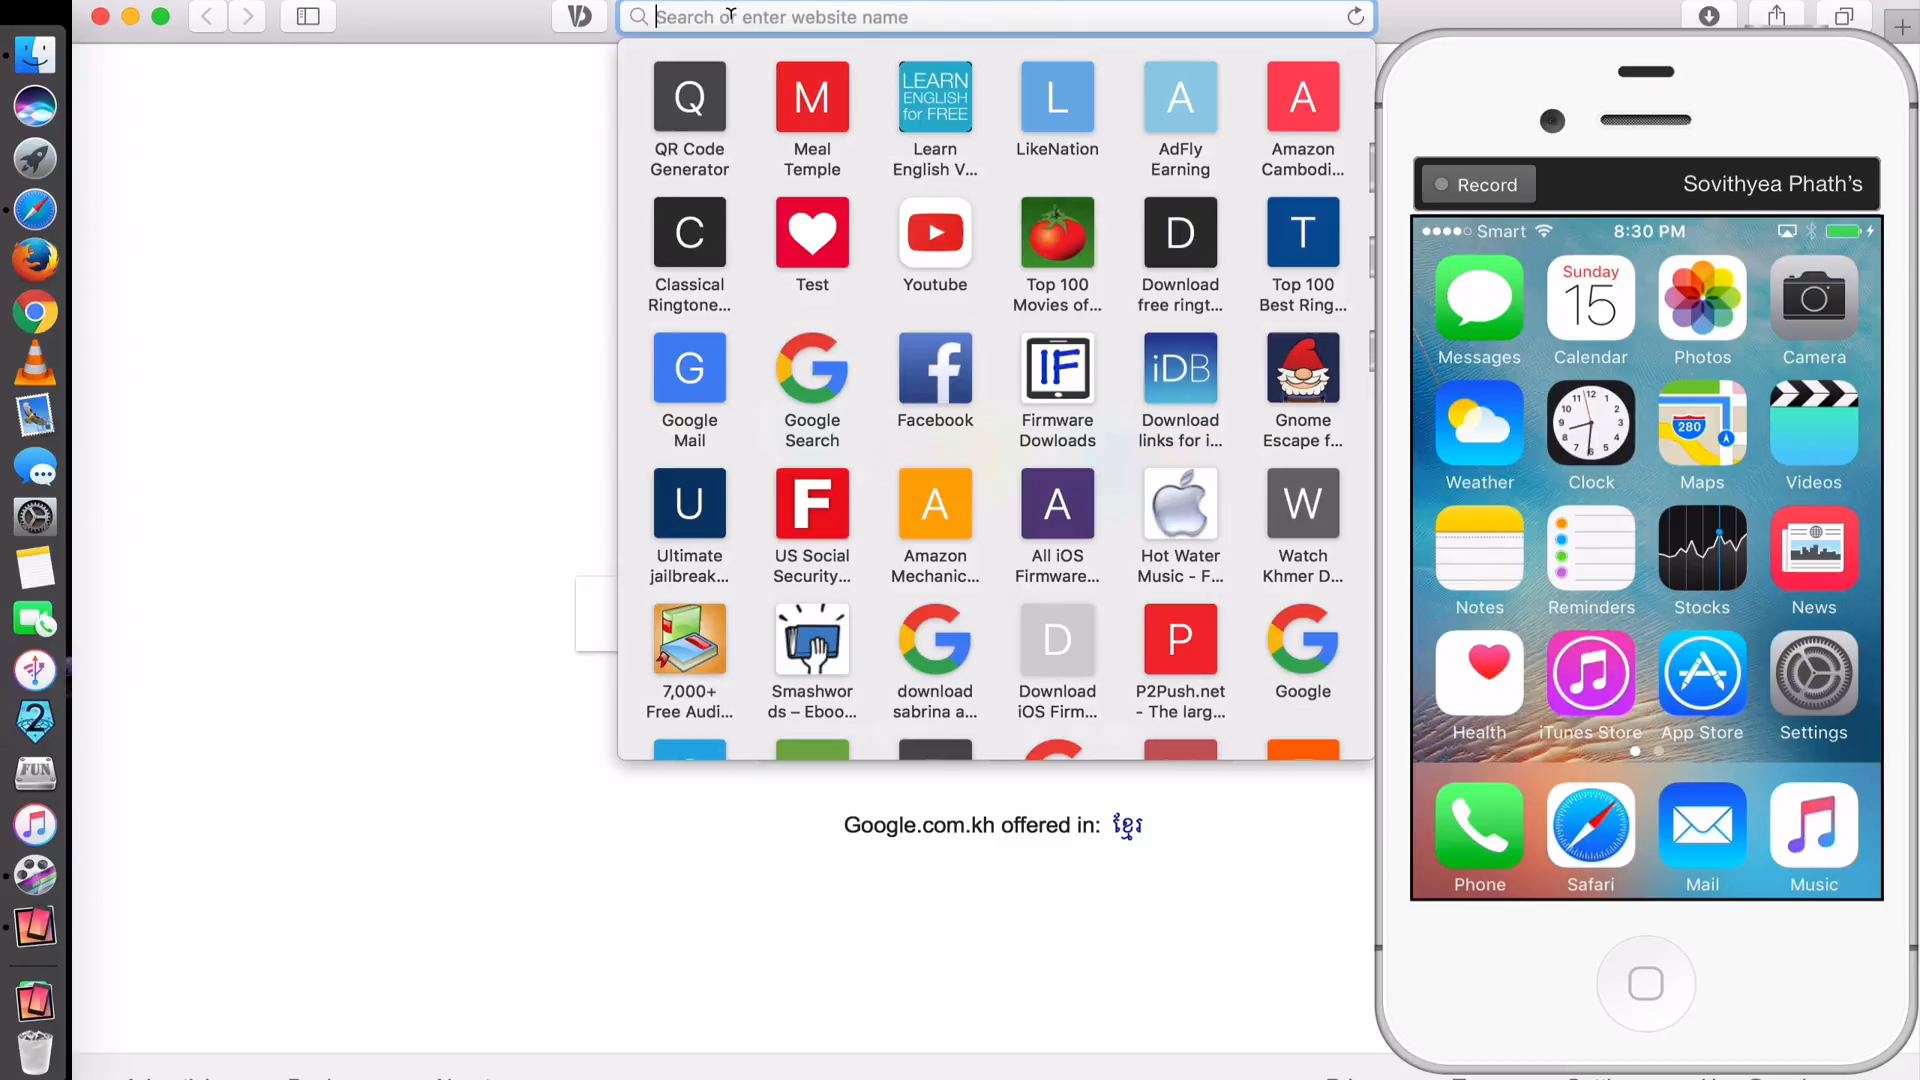 Search or enter website name
Q
M
LEARN
ENGLISH
for FREE
L
A
A
QR Code
Generator
Meal
Temple
Learn
English V...
LikeNation
AdFly
Earning
Amazon
Cambodi...
C
D
T
Classical
Ringtone...
Test
Youtube
Top 100
Movies of...
Download
free ringt...
Top 100
Best Ring...
G
IF
iDB
Google
Mail
Google
Search
Facebook
Firmware
Dowloads
Download
links for i...
Gnome
Escape f...
U
F
A
A
W
Ultimate
jailbreak...
US Social
Security...
Amazon
Mechanic...
All iOS
Firmware...
Hot Water
Music - F...
Watch
Khmer D...
D
P
7,000+
Free Audi...
Smashwor
ds – Eboo...
download
sabrina a...
Download
iOS Firm...
P2Push.net
- The larg...
Google
Google.com.kh offered in: ខ្មែរ
2
FUN
Record
Sovithyea Phath's
Smart
8:30 PM
Sunday
15
Messages
Calendar
Photos
Camera
280
Weather
Clock
Maps
Videos
Notes
Reminders
Stocks
News
Health
iTunes Store
App Store
Settings
Phone
Safari
Mail
Music